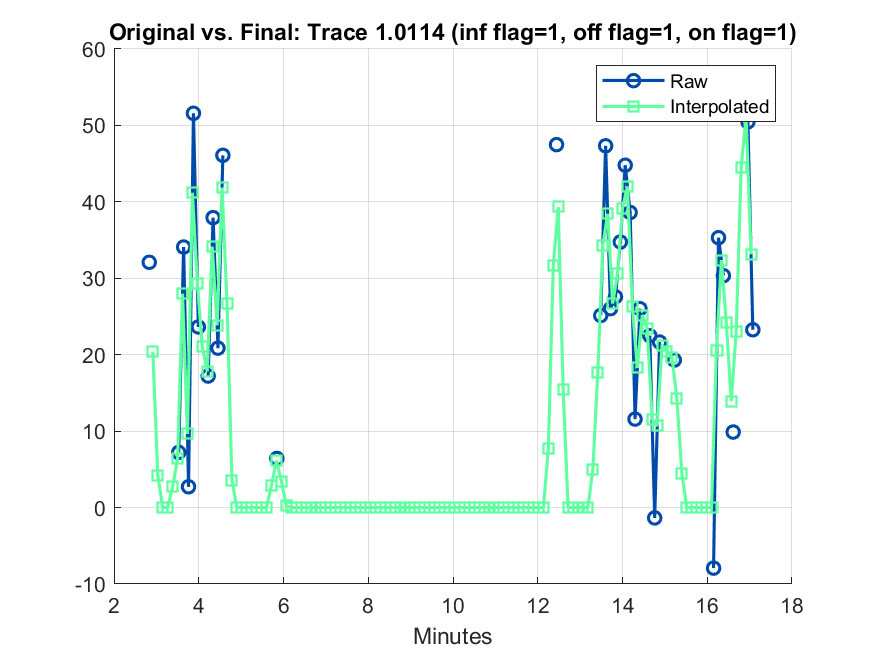 Original vs. Final: Trace 1.0114 (inf flag=1, off flag=1, on flag=1)
60
50
40
30
20
10
0
-10
Raw
Interpolated
2 4 6 8 10 12 14 16 18
Minutes